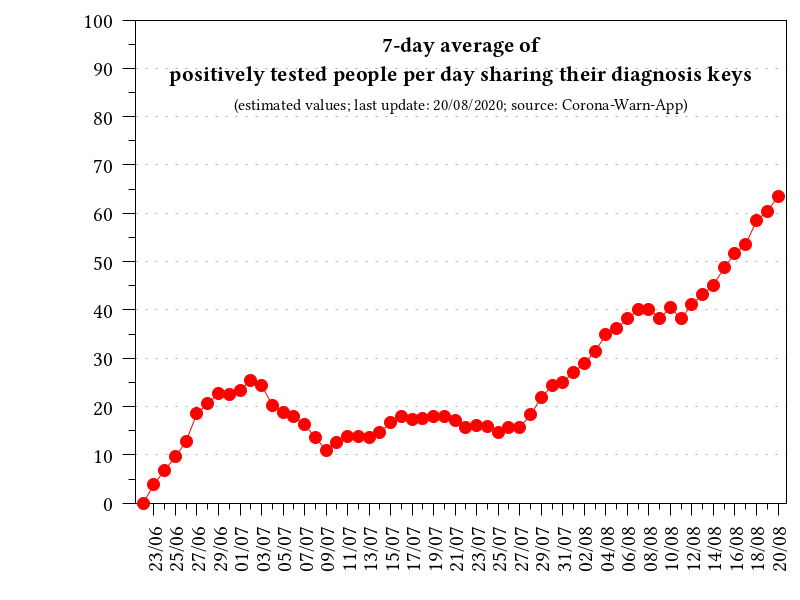 7-day average of
positively tested people per day sharing their diagnosis keys
(estimated values; last update: 20/08/2020; source: Corona-Warn-App)
100
90
80
70
60
50
40
30
20
10
0
23/06 25/06 27/06 29/06 01/07 03/07 05/07 07/07 09/07 11/07 13/07 15/07 17/07 19/07 21/07 23/07 25/07 27/07 29/07 31/07 02/08 04/08 06/08 08/08 10/08 12/08 14/08 16/08 18/08 20/08